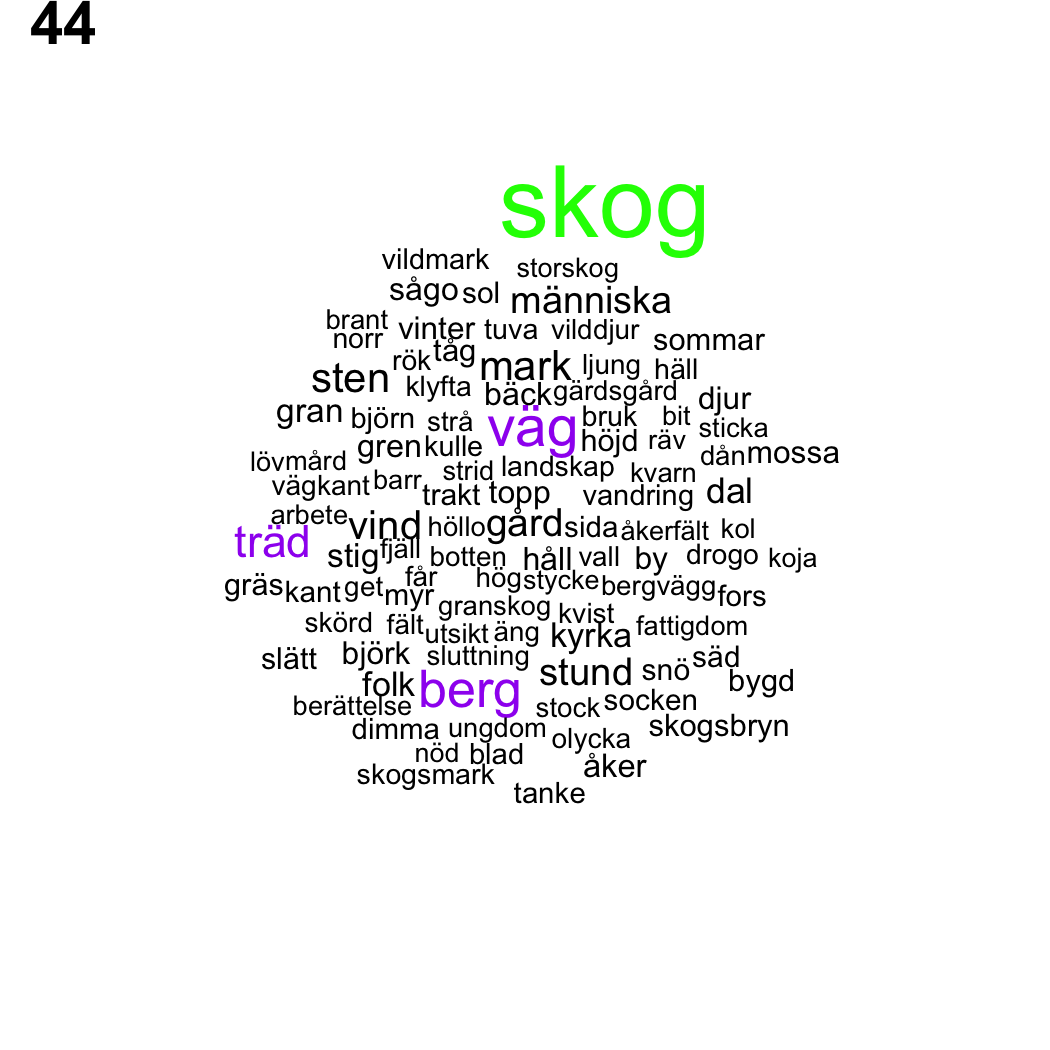 44
skog
vildmark storskog
sågo sol människa
brant vinter tuva vilddjur sommar
norr rök tåg mark ljung häll
sten klyfta bäck gärdsgård djur
gran björn strå väg bruk bit sticka
gren kulle höjd räv dån mossa
lövmård strid landskap kvarn
vägkant barr trakt topp vandring dal
arbete vind höllo gård sida åkerfält kol
träd stig fjäll botten håll vall by drogo koja
gräs kant get får hög stycke bergvägg fors
myr granskog kvist
skörd fält utsikt äng kyrka fattigdom
slätt björk sluttning stund snö säd bygd
folk berg
berättelse stock socken
dimma ungdom olycka skogsbryn
nöd blad åker
skogsmark tanke